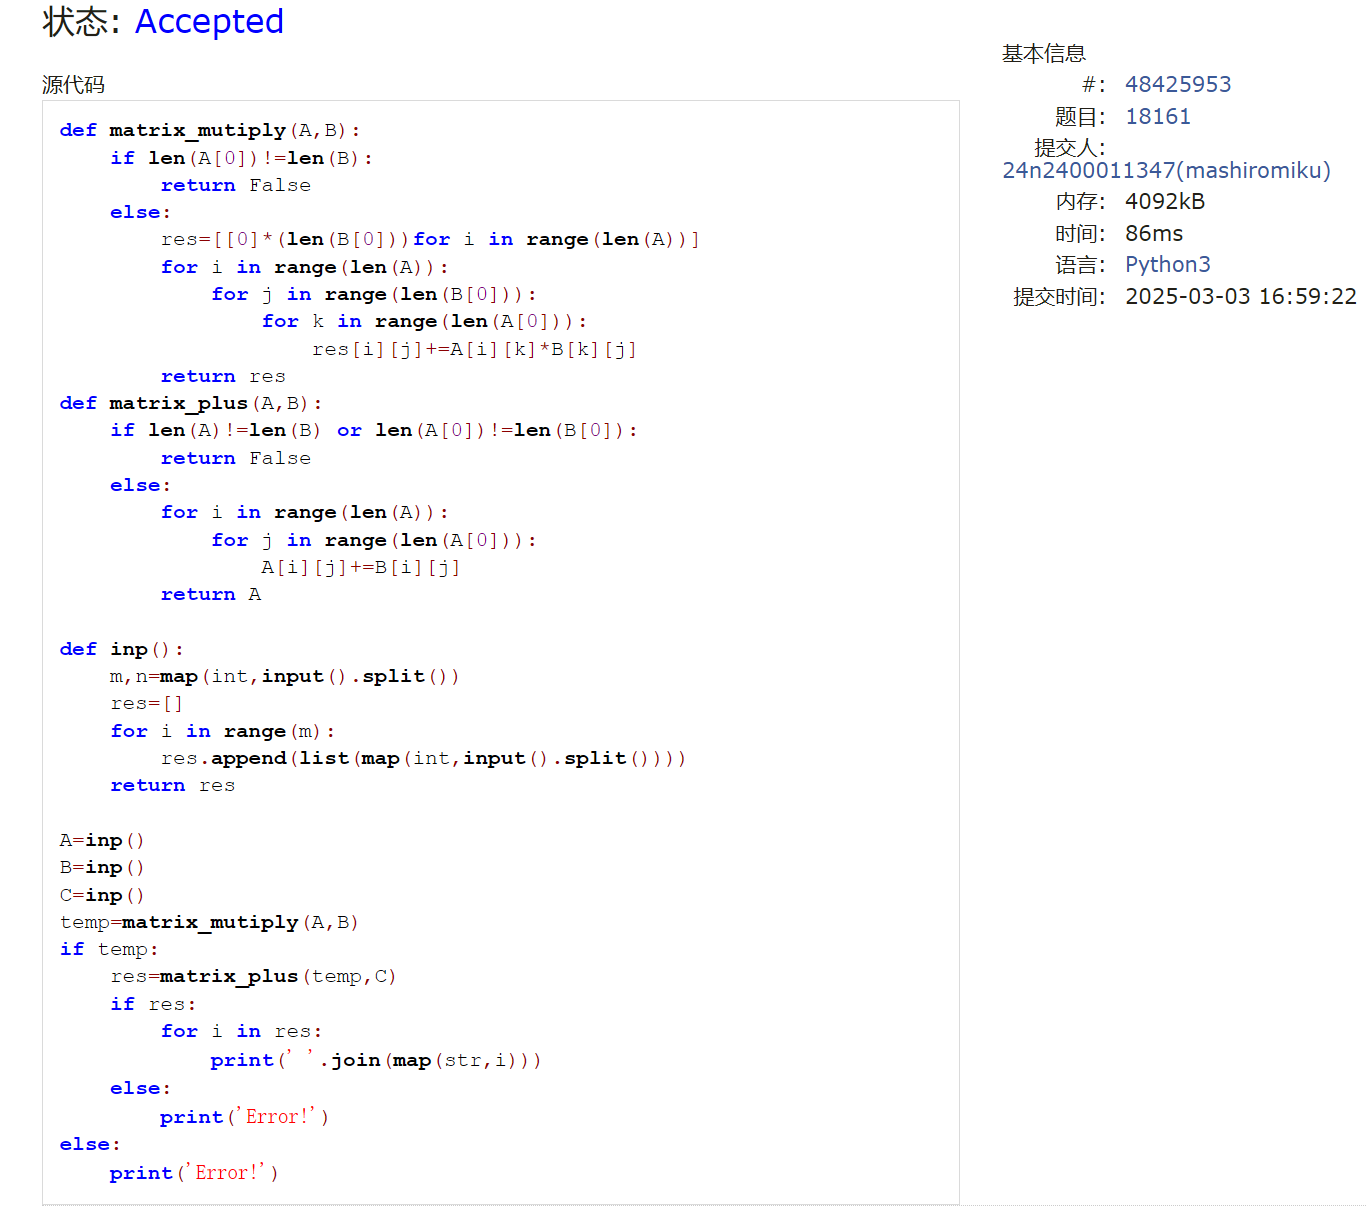 状态: Accepted
源代码
def matrix_mutiply(A,B):
    if len(A[0])!=len(B):
        return False
    else:
        res=[[0]*(len(B[0]))for i in range(len(A))]
        for i in range(len(A)):
            for j in range(len(B[0])):
                for k in range(len(A[0])):
                    res[i][j]+=A[i][k]*B[k][j]
        return res
def matrix_plus(A,B):
    if len(A)!=len(B) or len(A[0])!=len(B[0]):
        return False
    else:
        for i in range(len(A)):
            for j in range(len(A[0])):
                A[i][j]+=B[i][j]
        return A
def inp():
    m,n=map(int,input().split())
    res=[]
    for i in range(m):
        res.append(list(map(int,input().split())))
    return res
A=inp()
B=inp()
C=inp()
temp=matrix_mutiply(A,B)
if temp:
    res=matrix_plus(temp,C)
    if res:
        for i in res:
            print(' '.join(map(str,i)))
    else:
        print('Error!')
else:
    print('Error!')
基本信息
#: 48425953
题目: 18161
提交人:
24n2400011347(mashiromiku)
内存: 4092kB
时间: 86ms
语言: Python3
提交时间: 2025-03-03 16:59:22